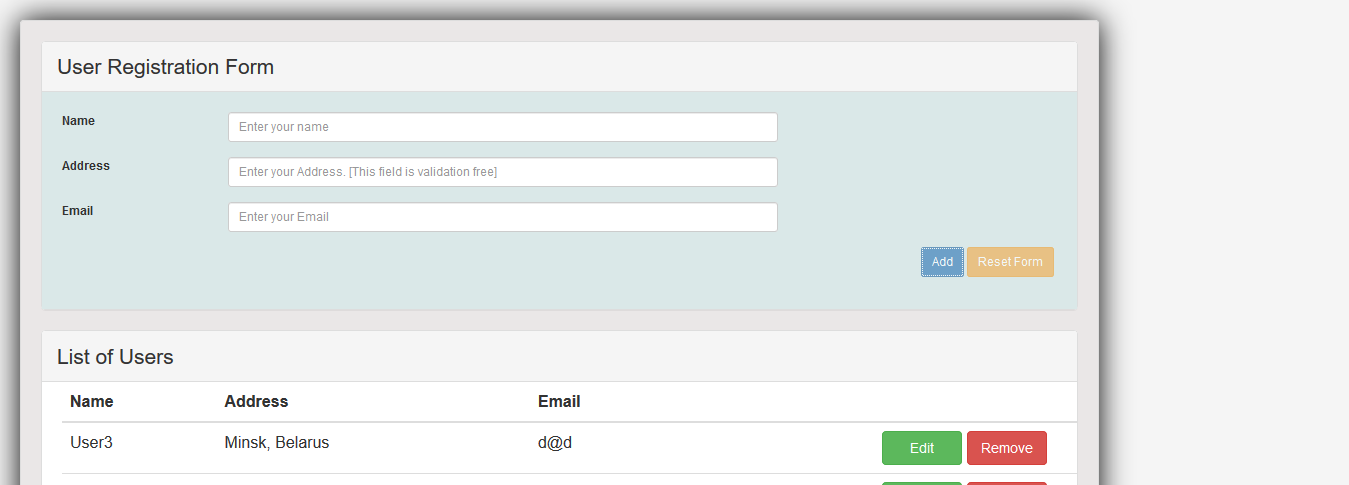 User Registration Form
Name
Enter your name
Address
Enter your Address. [This field is validation free]
Email
Enter your Email
Add Reset Form
List of Users
Name Address Email
User3 Minsk, Belarus d@d Edit Remove